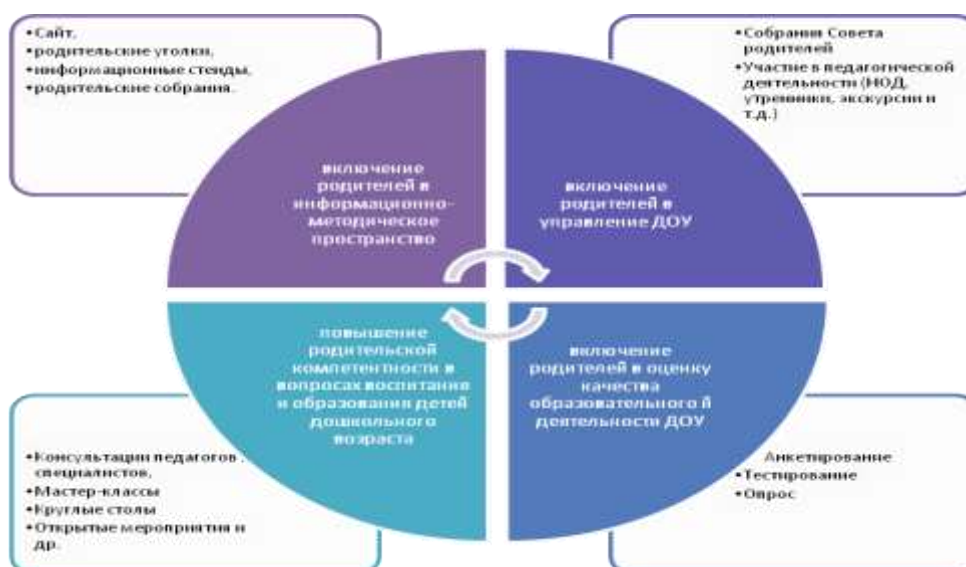 •Сайт,
•родительские уголки,
•информационные стенды,
•родительские собрания.
•Собрания Совета
родителей
•Участие в педагогической
деятельности (НОД,
утренники, экскурсии и
т.д.)
включение
родителей в
информационно-
методическое
пространство
включение
родителей в
управление ДОУ
повышение
родительской
компетентности в
вопросах воспитания
и образования детей
дошкольного
возраста
включение
родителей в оценку
качества
образовательного й
деятельности ДОУ
•Консультации педагогов
специалистов,
•Мастер-классы
•Круглые столы
•Открытые мероприятия и
др.
Анкетирование
•Тестирование
•Опрос